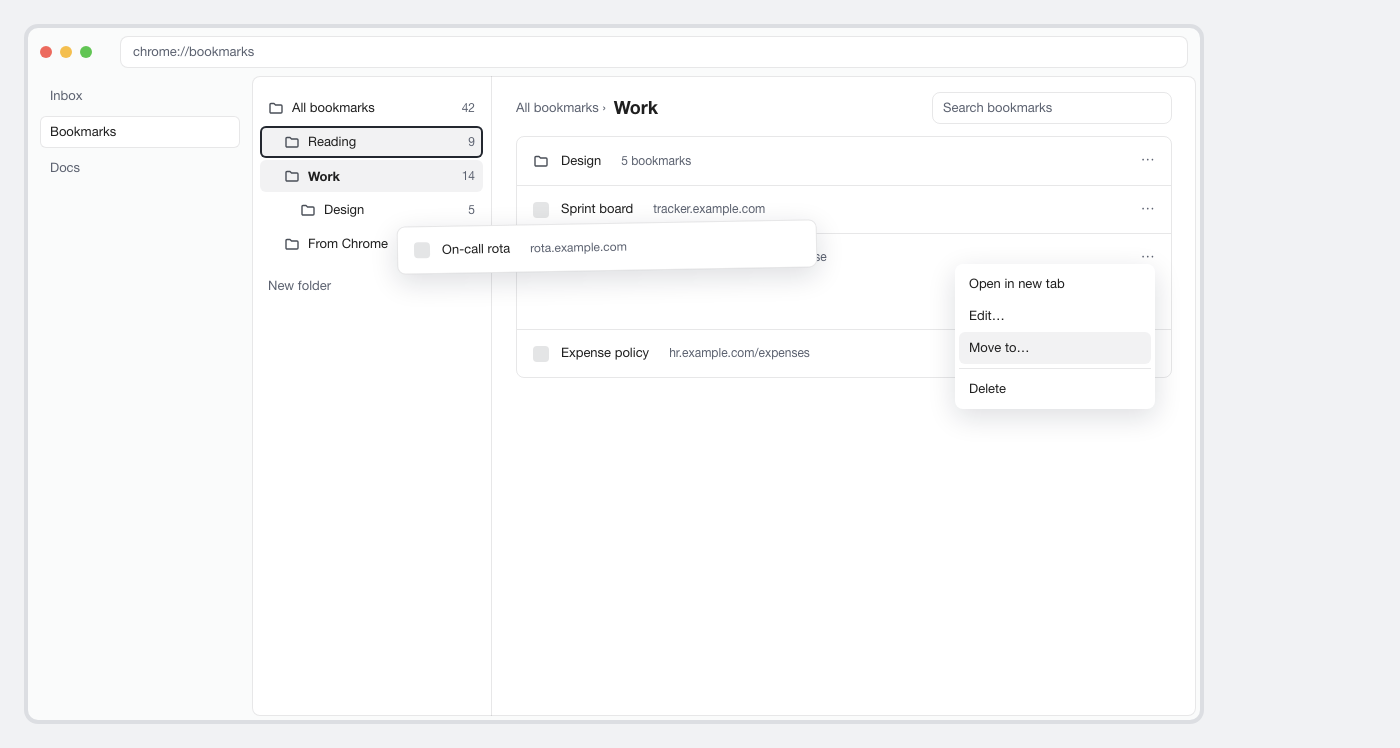 chrome://bookmarks
Inbox
Bookmarks
Docs
All bookmarks 42
Reading 9
Work 14
Design 5
From Chrome
New folder
All bookmarks › Work
Search bookmarks
Design 5 bookmarks ...
Sprint board tracker.example.com ...
On-call rota rota.example.com
se ...
Expense policy hr.example.com/expenses
Open in new tab
Edit…
Move to…
Delete